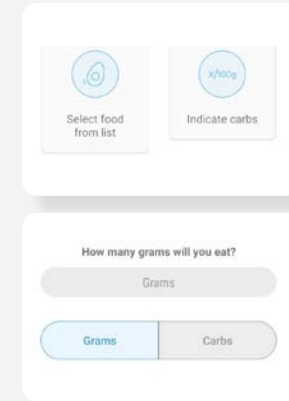 x/100g
Select food
from list
Indicate carbs
How many grams will you eat?
Grams
Grams
Carbs